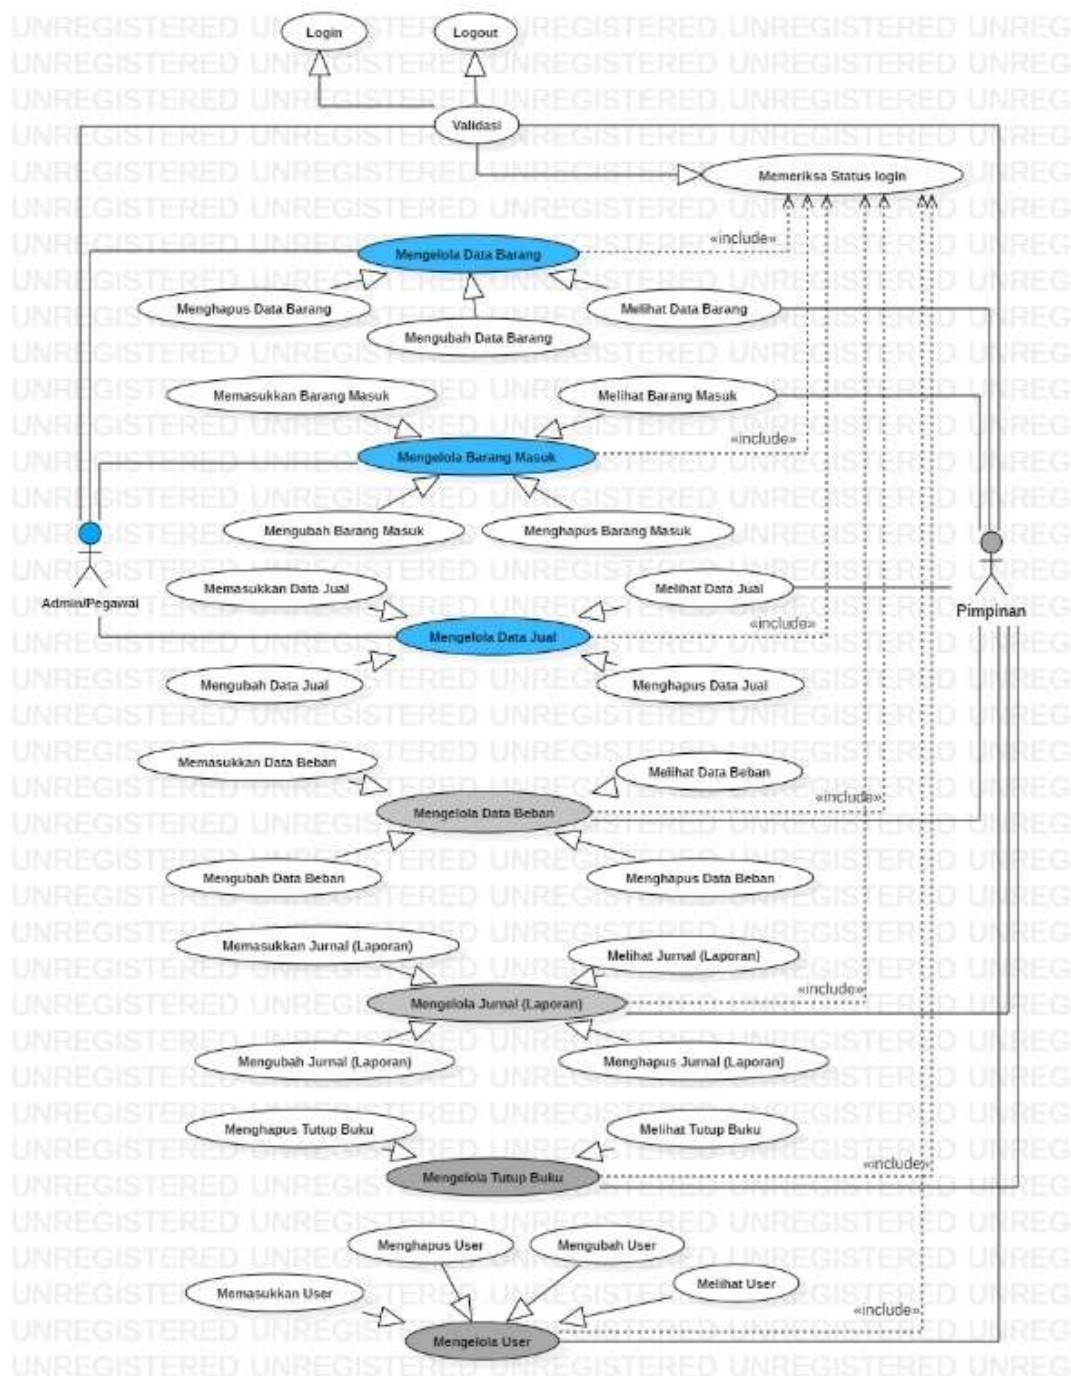 UNREGISTERED UNREGISTERED UNREGISTERED UNREGISTERED UNREG
Login
Logout
Validasi
Memeriksa Status login
«include»
Mengelola Data Barang
Menghapus Data Barang
Melihat Data Barang
Mengubah Data Barang
Memasukkan Barang Masuk
Melihat Barang Masuk
«include»
Mengelola Barang Masuk
Mengubah Barang Masuk
Menghapus Barang Masuk
Admin/Pegawai
Pimpinan
Memasukkan Data Jual
Melihat Data Jual
«include»
Mengelola Data Jual
Mengubah Data Jual
Menghapus Data Jual
Memasukkan Data Beban
Melihat Data Beban
«include»
Mengelola Data Beban
Mengubah Data Beban
Menghapus Data Beban
Memasukkan Jurnal (Laporan)
Melihat Jurnal (Laporan)
«include»
Mengelola Jurnal (Laporan)
Mengubah Jurnal (Laporan)
Menghapus Jurnal (Laporan)
Menghapus Tutup Buku
Melihat Tutup Buku
«include»
Mengelola Tutup Buku
Menghapus User
Mengubah User
Memasukkan User
Melihat User
«include»
Mengelola User